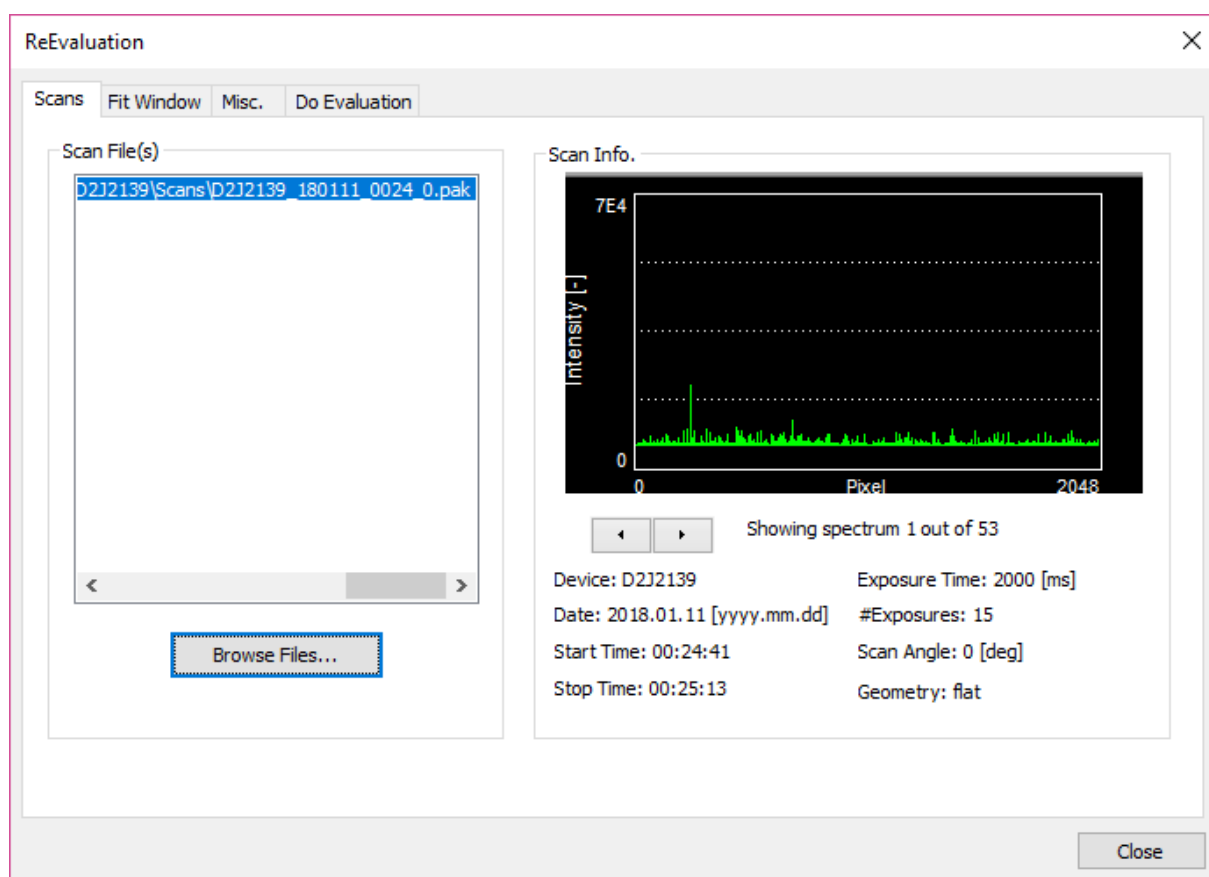 ReEvaluation
Scans Fit Window Misc. Do Evaluation
Scan File(s)
D2J2139\Scans\D2J2139_180111_0024_0.pak
Browse Files...
Scan Info.
7E4
Intensity [-]
0
0 Pixel 2048
Showing spectrum 1 out of 53
Device: D2J2139 Exposure Time: 2000 [ms]
Date: 2018.01.11 [yyyy.mm.dd] #Exposures: 15
Start Time: 00:24:41 Scan Angle: 0 [deg]
Stop Time: 00:25:13 Geometry: flat
Close